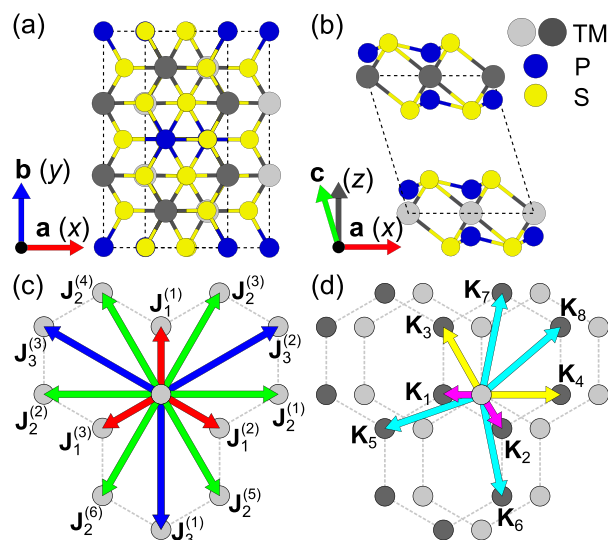 (a)
(b)
TM
P
S
b (y)
a (x)
c
(z)
a (x)
(c)
J₂⁽⁴⁾
J₁⁽¹⁾
J₂⁽³⁾
J₃⁽³⁾
J₃⁽²⁾
J₂⁽²⁾
J₂⁽¹⁾
J₁⁽³⁾
J₁⁽²⁾
J₂⁽⁶⁾
J₃⁽¹⁾
J₂⁽⁵⁾
(d)
K₇
K₃
K₈
K₁
K₄
K₅
K₂
K₆